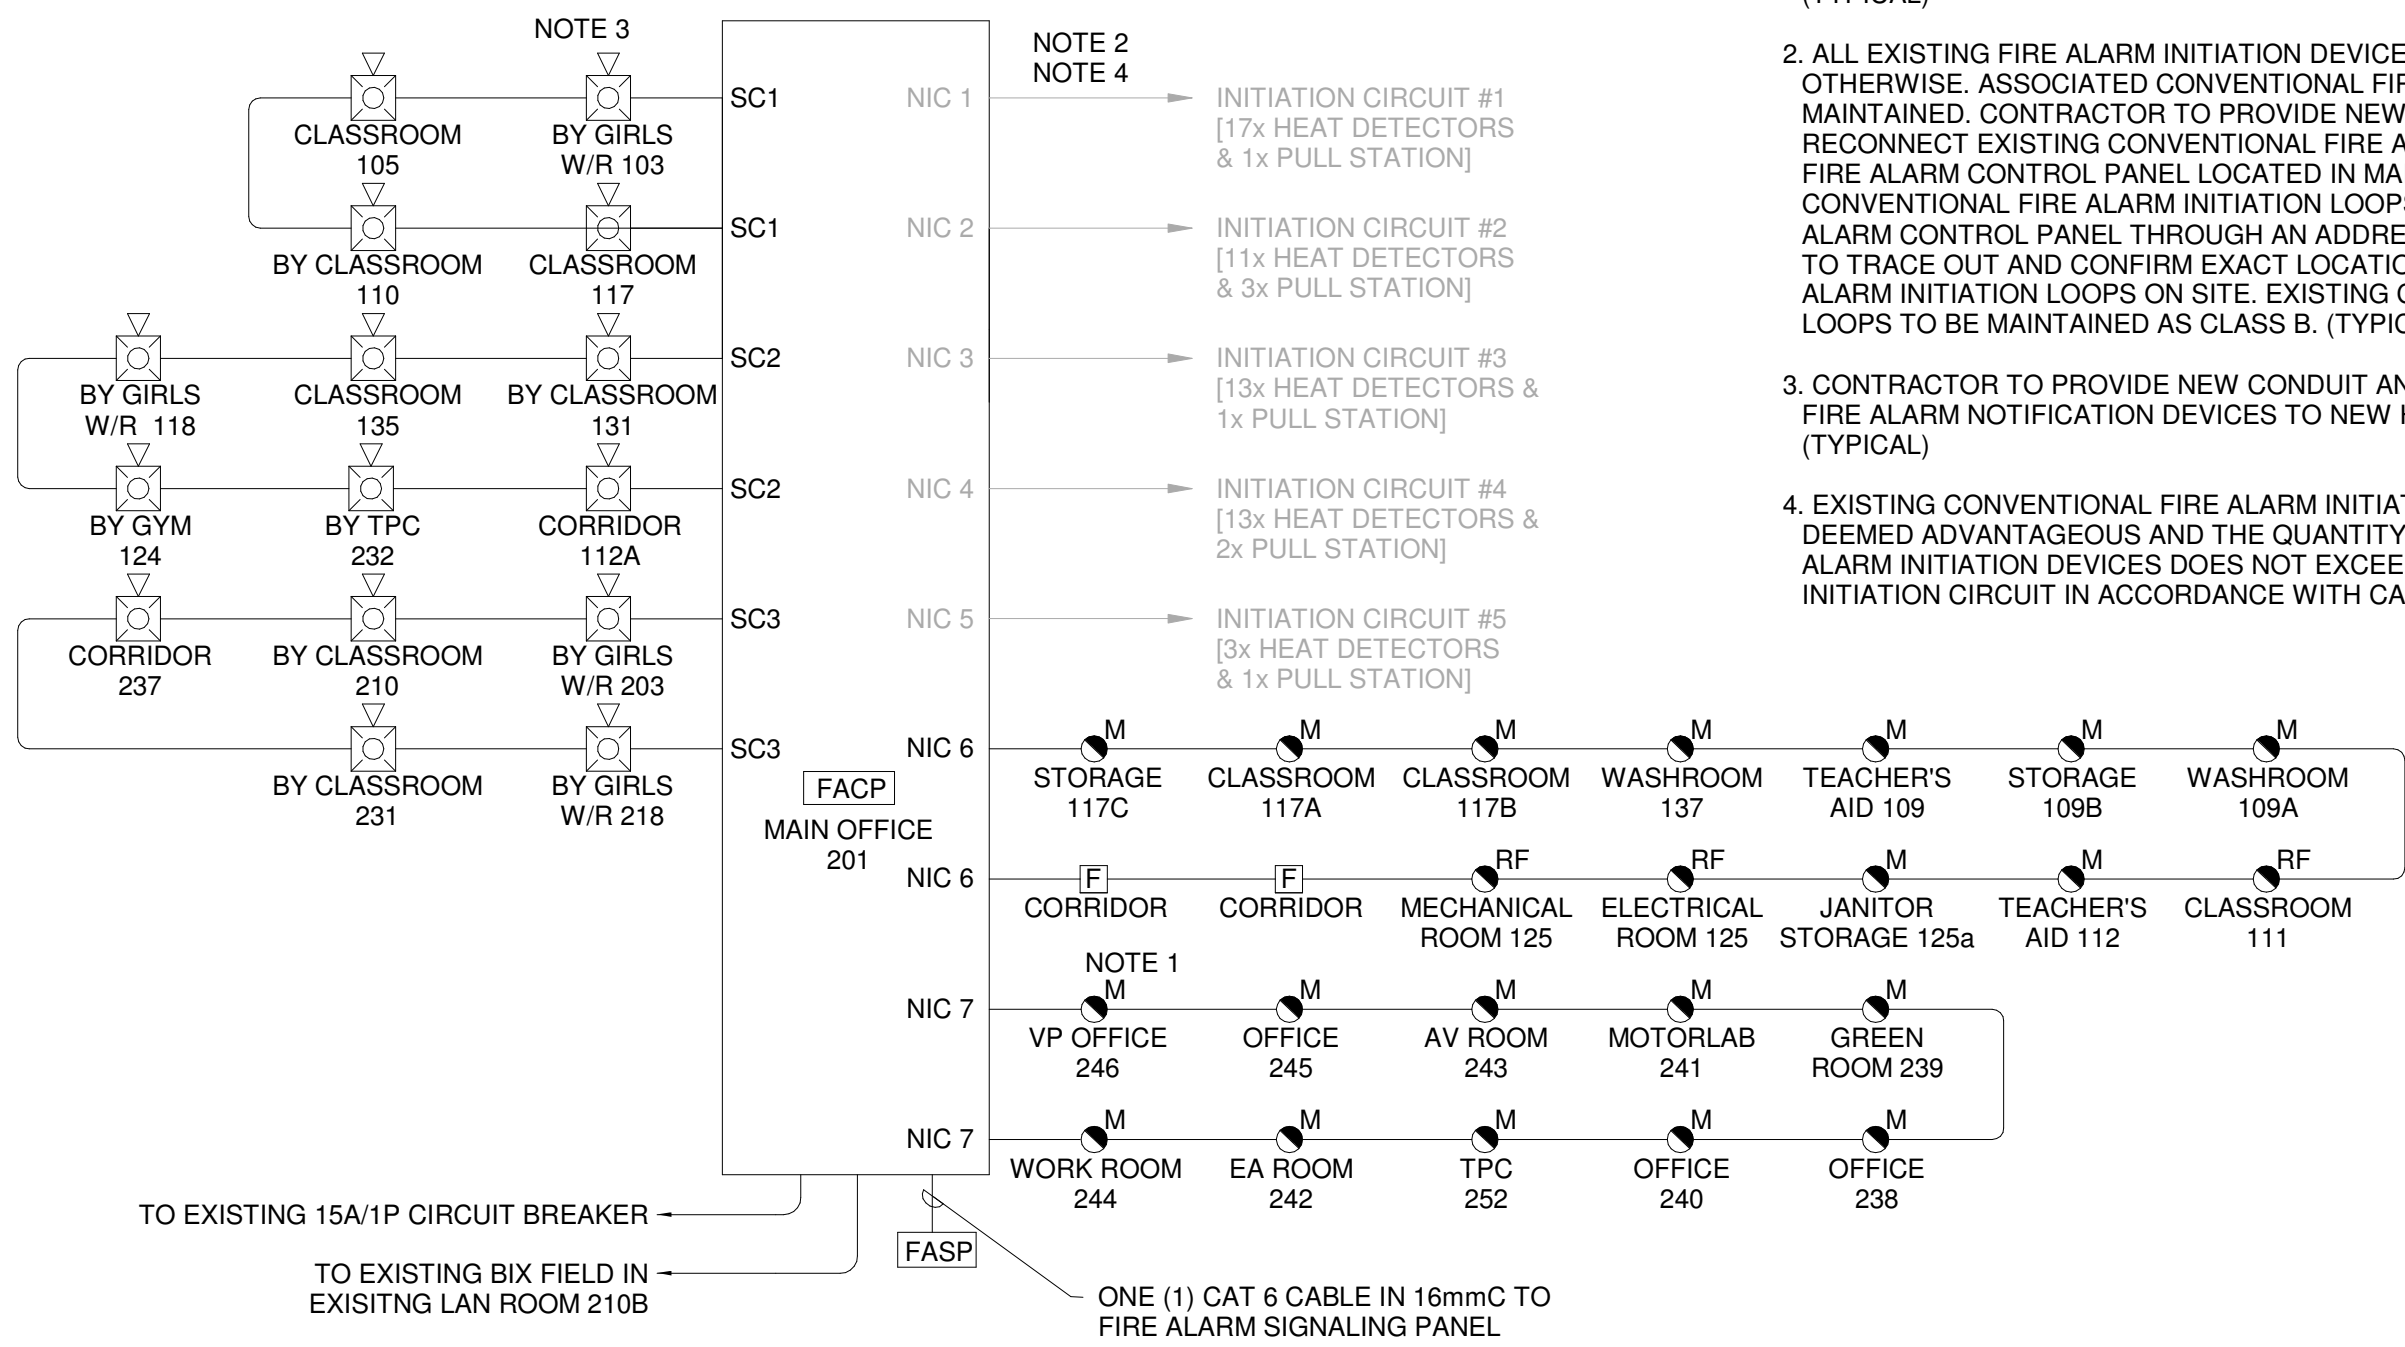 NOTE 3
CLASSROOM
105
BY GIRLS
W/R 103
BY CLASSROOM
110
CLASSROOM
117
BY GIRLS
W/R 118
CLASSROOM
135
BY CLASSROOM
131
BY GYM
124
BY TPC
232
CORRIDOR
112A
CORRIDOR
237
BY CLASSROOM
210
BY GIRLS
W/R 203
BY CLASSROOM
231
BY GIRLS
W/R 218
SC1
SC1
SC2
SC2
SC3
SC3
FACP
MAIN OFFICE
201
NIC 1
NIC 2
NIC 3
NIC 4
NIC 5
NIC 6
NIC 6
NIC 7
NIC 7
NOTE 2
NOTE 4
INITIATION CIRCUIT #1
[17x HEAT DETECTORS
& 1x PULL STATION]
INITIATION CIRCUIT #2
[11x HEAT DETECTORS
& 3x PULL STATION]
INITIATION CIRCUIT #3
[13x HEAT DETECTORS &
1x PULL STATION]
INITIATION CIRCUIT #4
[13x HEAT DETECTORS &
2x PULL STATION]
INITIATION CIRCUIT #5
[3x HEAT DETECTORS
& 1x PULL STATION]
M M M M M M M
STORAGE
117C
CLASSROOM
117A
CLASSROOM
117B
WASHROOM
137
TEACHER'S
AID 109
STORAGE
109B
WASHROOM
109A
F F RF RF M M RF
CORRIDOR
CORRIDOR
MECHANICAL
ROOM 125
ELECTRICAL
ROOM 125
JANITOR
STORAGE 125a
TEACHER'S
AID 112
CLASSROOM
111
NOTE 1
M M M M M
VP OFFICE
246
OFFICE
245
AV ROOM
243
MOTORLAB
241
GREEN
ROOM 239
M M M M M
WORK ROOM
244
EA ROOM
242
TPC
252
OFFICE
240
OFFICE
238
TO EXISTING 15A/1P CIRCUIT BREAKER
TO EXISTING BIX FIELD IN
EXISITNG LAN ROOM 210B
FASP
ONE (1) CAT 6 CABLE IN 16mmC TO
FIRE ALARM SIGNALING PANEL
2. ALL EXISTING FIRE ALARM INITIATION DEVICE
OTHERWISE. ASSOCIATED CONVENTIONAL FIR
MAINTAINED. CONTRACTOR TO PROVIDE NEW
RECONNECT EXISTING CONVENTIONAL FIRE A
FIRE ALARM CONTROL PANEL LOCATED IN MA
CONVENTIONAL FIRE ALARM INITIATION LOOPS
ALARM CONTROL PANEL THROUGH AN ADDRE
TO TRACE OUT AND CONFIRM EXACT LOCATIO
ALARM INITIATION LOOPS ON SITE. EXISTING
LOOPS TO BE MAINTAINED AS CLASS B. (TYPIC
3. CONTRACTOR TO PROVIDE NEW CONDUIT AN
FIRE ALARM NOTIFICATION DEVICES TO NEW
(TYPICAL)
4. EXISTING CONVENTIONAL FIRE ALARM INITIAT
DEEMED ADVANTAGEOUS AND THE QUANTITY
ALARM INITIATION DEVICES DOES NOT EXCEE
INITIATION CIRCUIT IN ACCORDANCE WITH CA